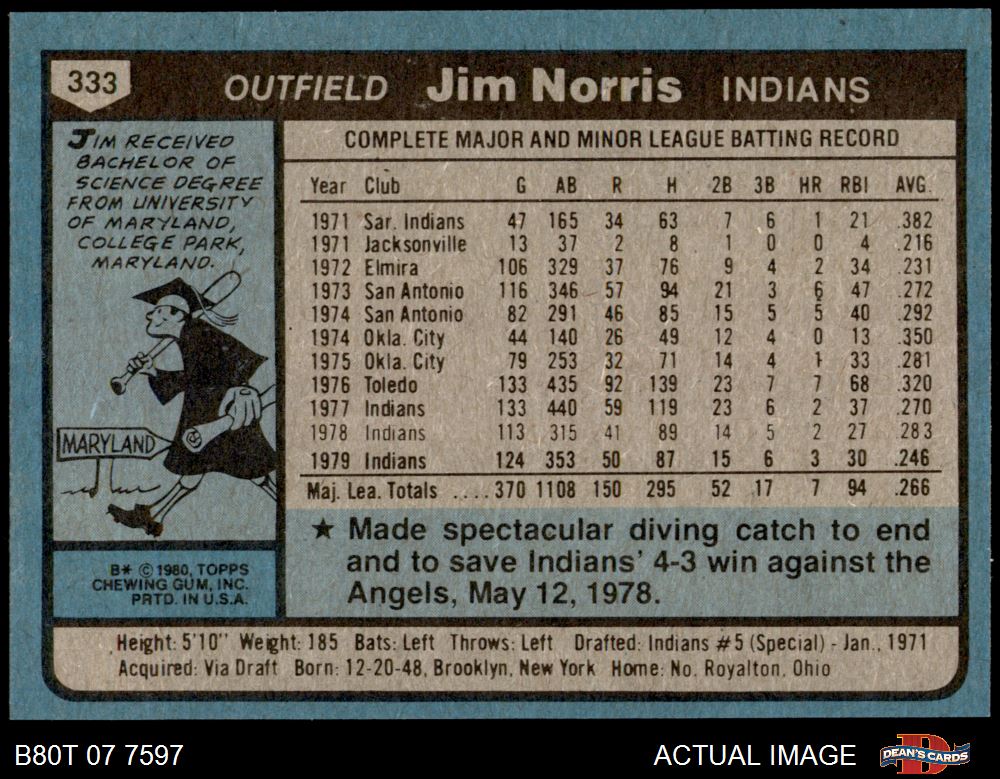 333 OUTFIELD Jim Norris INDIANS
JIM RECEIVED
BACHELOR OF
SCIENCE DEGREE
FROM UNIVERSITY
OF MARYLAND,
COLLEGE PARK,
MARYLAND.
MARYLAND
B* © 1980, TOPPS
CHEWING GUM, INC.
PRTD. IN U.S.A.
COMPLETE MAJOR AND MINOR LEAGUE BATTING RECORD
Year Club G AB R H 2B 3B HR RBI AVG.
1971 Sar. Indians 47 165 34 63 7 6 1 21 .382
1971 Jacksonville 13 37 2 8 1 0 0 4 .216
1972 Elmira 106 329 37 76 9 4 2 34 .231
1973 San Antonio 116 346 57 94 21 3 6 47 .272
1974 San Antonio 82 291 46 85 15 5 5 40 .292
1974 Okla. City 44 140 26 49 12 4 0 13 .350
1975 Okla. City 79 253 32 71 14 4 1 33 .281
1976 Toledo 133 435 92 139 23 7 7 68 .320
1977 Indians 133 440 59 119 23 6 2 37 .270
1978 Indians 113 315 41 89 14 5 2 27 .283
1979 Indians 124 353 50 87 15 6 3 30 .246
Maj. Lea. Totals .... 370 1108 150 295 52 17 7 94 .266
★ Made spectacular diving catch to end
and to save Indians' 4-3 win against the
Angels, May 12, 1978.
Height: 5'10" Weight: 185 Bats: Left Throws: Left Drafted: Indians #5 (Special) - Jan., 1971
Acquired: Via Draft Born: 12-20-48, Brooklyn, New York Home: No. Royalton, Ohio
B80T 07 7597 ACTUAL IMAGE DEAN'S CARDS